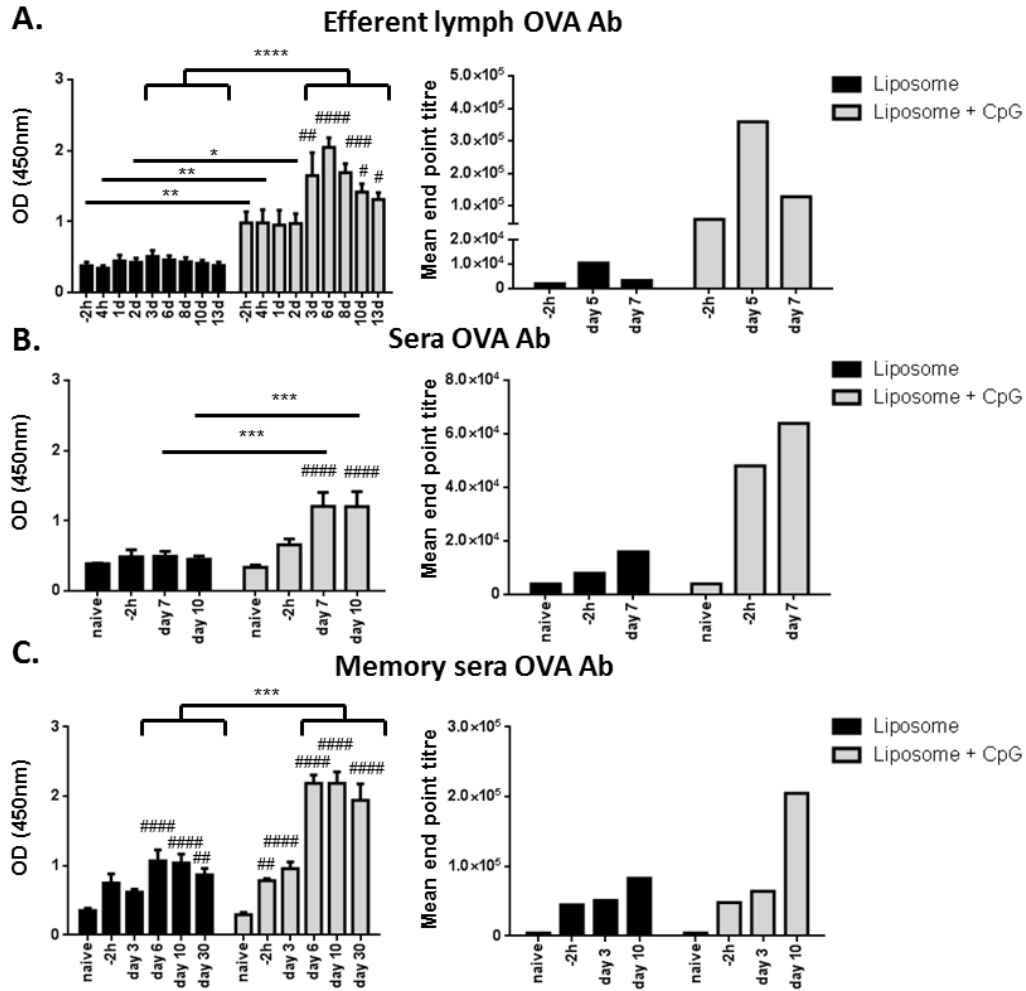 A.
Efferent lymph OVA Ab
****
OD (450nm)
3
2
1
0
##
####
###
#
#
*
**
**
-2h
4h
1d
2d
3d
6d
8d
10d
13d
-2h
4h
1d
2d
3d
6d
8d
10d
13d
Mean end point titre
5.0×10⁵
4.0×10⁵
3.0×10⁵
2.0×10⁵
1.0×10⁵
2.0×10⁴
1.0×10⁴
0
-2h
day 5
day 7
-2h
day 5
day 7
Liposome
Liposome + CpG
B.
Sera OVA Ab
OD (450nm)
3
2
1
0
***
***
####
####
naive
-2h
day 7
day 10
naive
-2h
day 7
day 10
Mean end point titre
8.0×10⁴
6.0×10⁴
4.0×10⁴
2.0×10⁴
0
naive
-2h
day 7
naive
-2h
day 7
Liposome
Liposome + CpG
C.
Memory sera OVA Ab
***
OD (450nm)
3
2
1
0
####
####
##
##
####
####
####
####
naive
-2h
day 3
day 6
day 10
day 30
naive
-2h
day 3
day 6
day 10
day 30
Mean end point titre
3.0×10⁵
2.0×10⁵
1.0×10⁵
0
naive
-2h
day 3
day 10
naive
-2h
day 3
day 10
Liposome
Liposome + CpG